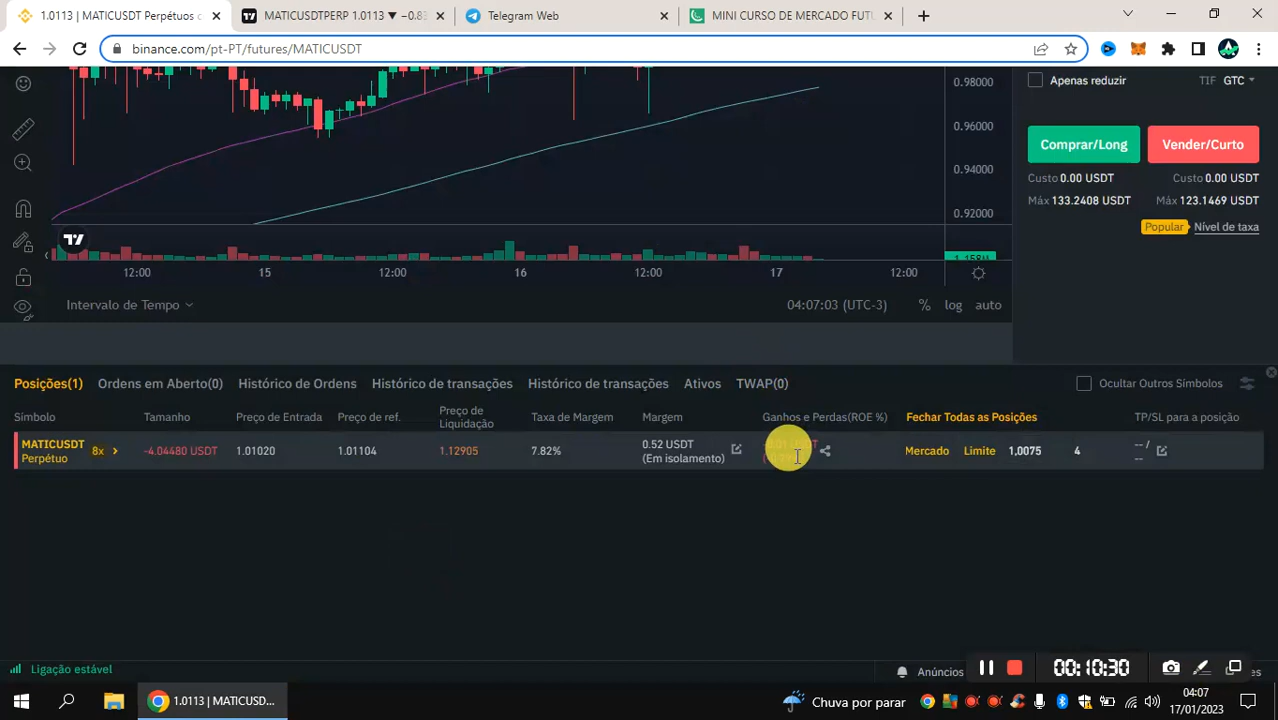 1.0113 | MATICUSDT Perpétuos c
MATICUSDTPERP 1.0113 ▼ −0.83
Telegram Web
MINI CURSO DE MERCADO FUTU
binance.com/pt-PT/futures/MATICUSDT
0.98000
0.96000
0.94000
0.92000
1.158M
12:00 15 12:00 16 12:00 17 12:00
Intervalo de Tempo
04:07:03 (UTC-3) % log auto
Apenas reduzir TIF GTC
Comprar/Long Vender/Curto
Custo 0.00 USDT Custo 0.00 USDT
Máx 133.2408 USDT Máx 123.1469 USDT
Popular Nível de taxa
Posições(1) Ordens em Aberto(0) Histórico de Ordens Histórico de transações Histórico de transações Ativos TWAP(0) Ocultar Outros Símbolos
Símbolo Tamanho Preço de Entrada Preço de ref. Preço de Liquidação Taxa de Margem Margem Ganhos e Perdas(ROE %) Fechar Todas as Posições TP/SL para a posição
MATICUSDT Perpétuo 8x -4.04480 USDT 1.01020 1.01104 1.12905 7.82% 0.52 USDT (Em isolamento) Mercado Limite 1,0075 4 -- / --
Ligação estável
Anúncios
00:10:30
1.0113 | MATICUSD...
Chuva por parar
04:07
17/01/2023